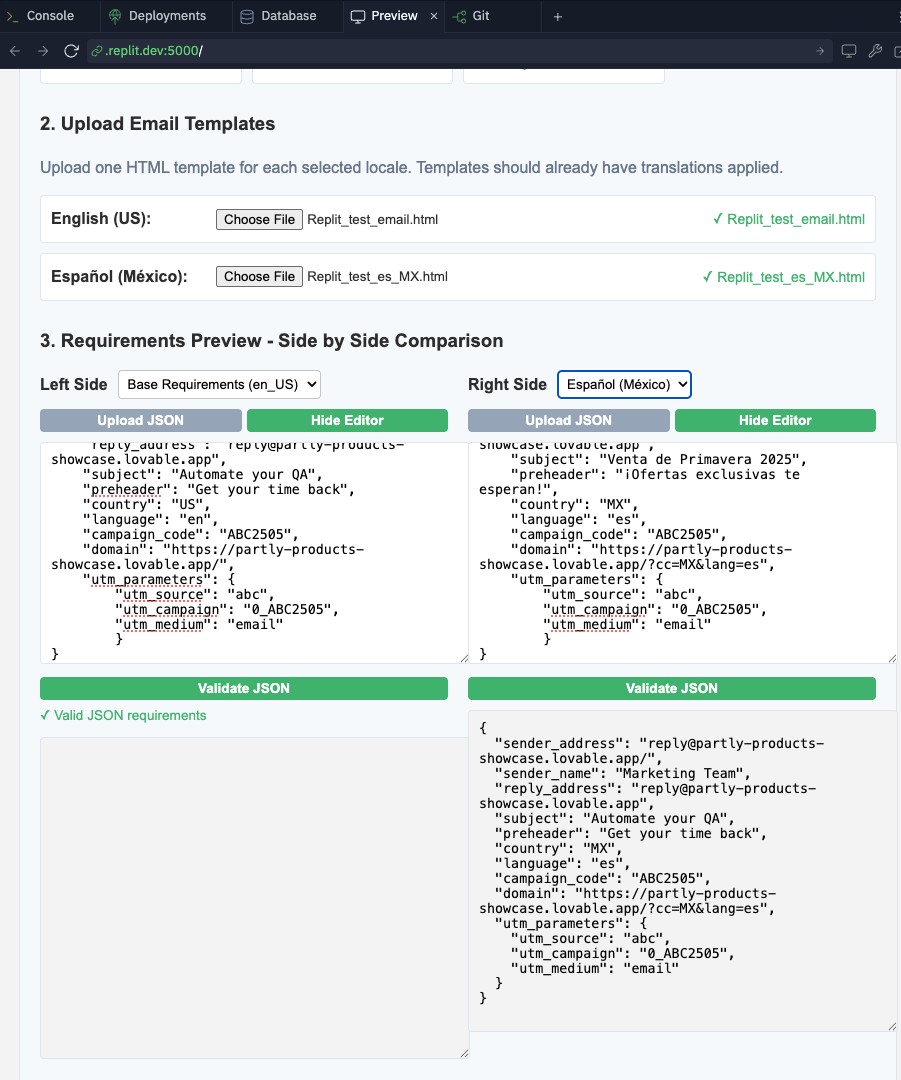 Console
Deployments
Database
Preview
Git
.replit.dev:5000/
2. Upload Email Templates
Upload one HTML template for each selected locale. Templates should already have translations applied.
English (US):
Choose File Replit_test_email.html
✓ Replit_test_email.html
Español (México):
Choose File Replit_test_es_MX.html
✓ Replit_test_es_MX.html
3. Requirements Preview - Side by Side Comparison
Left Side
Base Requirements (en_US)
Upload JSON
Hide Editor
"reply_address": "reply@partly-products-
showcase.lovable.app",
"subject": "Automate your QA",
"preheader": "Get your time back",
"country": "US",
"language": "en",
"campaign_code": "ABC2505",
"domain": "https://partly-products-
showcase.lovable.app/",
"utm_parameters": {
"utm_source": "abc",
"utm_campaign": "0_ABC2505",
"utm_medium": "email"
}
}
Validate JSON
✓ Valid JSON requirements
Right Side
Español (México)
Upload JSON
Hide Editor
showcase.lovable.app",
"subject": "Venta de Primavera 2025",
"preheader": "¡Ofertas exclusivas te
esperan!",
"country": "MX",
"language": "es",
"campaign_code": "ABC2505",
"domain": "https://partly-products-
showcase.lovable.app/?cc=MX&lang=es",
"utm_parameters": {
"utm_source": "abc",
"utm_campaign": "0_ABC2505",
"utm_medium": "email"
}
}
Validate JSON
{
"sender_address": "reply@partly-products-
showcase.lovable.app/",
"sender_name": "Marketing Team",
"reply_address": "reply@partly-products-
showcase.lovable.app",
"subject": "Automate your QA",
"preheader": "Get your time back",
"country": "MX",
"language": "es",
"campaign_code": "ABC2505",
"domain": "https://partly-products-
showcase.lovable.app/?cc=MX&lang=es",
"utm_parameters": {
"utm_source": "abc",
"utm_campaign": "0_ABC2505",
"utm_medium": "email"
}
}